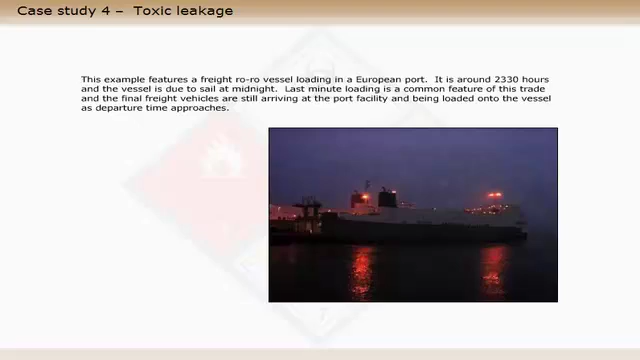 Case study 4 – Toxic leakage
This example features a freight ro-ro vessel loading in a European port. It is around 2330 hours
and the vessel is due to sail at midnight. Last minute loading is a common feature of this trade
and the final freight vehicles are still arriving at the port facility and being loaded onto the vessel
as departure time approaches.